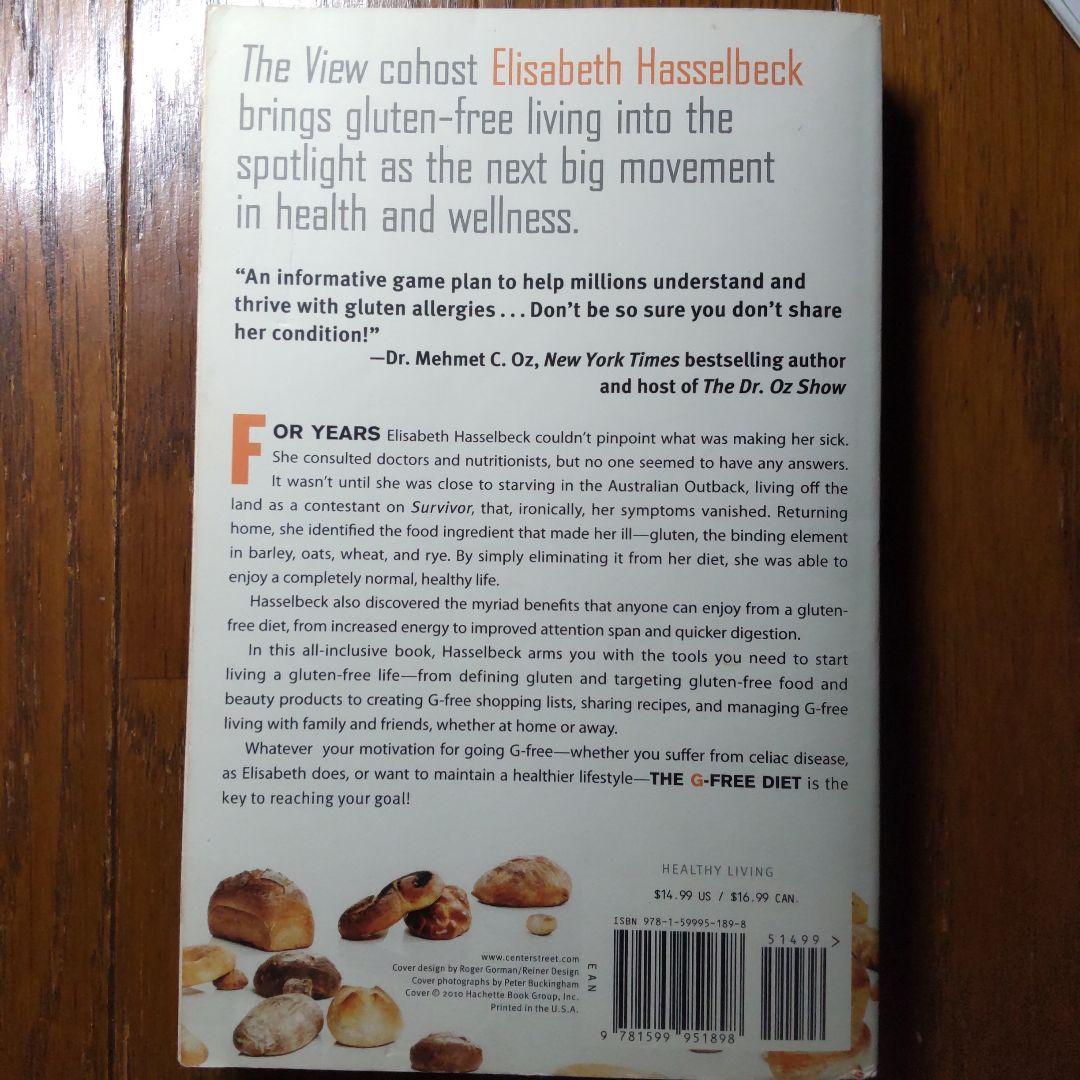 The View cohost Elisabeth Hasselbeck
brings gluten-free living into the
spotlight as the next big movement
in health and wellness.
“An informative game plan to help millions understand and
thrive with gluten allergies . . . Don’t be so sure you don’t share
her condition!”
—Dr. Mehmet C. Oz, New York Times bestselling author
and host of The Dr. Oz Show
FOR YEARS Elisabeth Hasselbeck couldn’t pinpoint what was making her sick.
She consulted doctors and nutritionists, but no one seemed to have any answers.
It wasn’t until she was close to starving in the Australian Outback, living off the
land as a contestant on Survivor, that, ironically, her symptoms vanished. Returning
home, she identified the food ingredient that made her ill—gluten, the binding element
in barley, oats, wheat, and rye. By simply eliminating it from her diet, she was able to
enjoy a completely normal, healthy life.
Hasselbeck also discovered the myriad benefits that anyone can enjoy from a gluten-
free diet, from increased energy to improved attention span and quicker digestion.
In this all-inclusive book, Hasselbeck arms you with the tools you need to start
living a gluten-free life—from defining gluten and targeting gluten-free food and
beauty products to creating G-free shopping lists, sharing recipes, and managing G-free
living with family and friends, whether at home or away.
Whatever your motivation for going G-free—whether you suffer from celiac disease,
as Elisabeth does, or want to maintain a healthier lifestyle—THE G-FREE DIET is the
key to reaching your goal!
HEALTHY LIVING
$14.99 US / $16.99 CAN.
ISBN 978-1-59995-189-8
51499 >
EAN
9 781599 951898
www.centerstreet.com
Cover design by Roger Gorman/Reiner Design
Cover photographs by Peter Buckingham
Cover © 2010 Hachette Book Group, Inc.
Printed in the U.S.A.